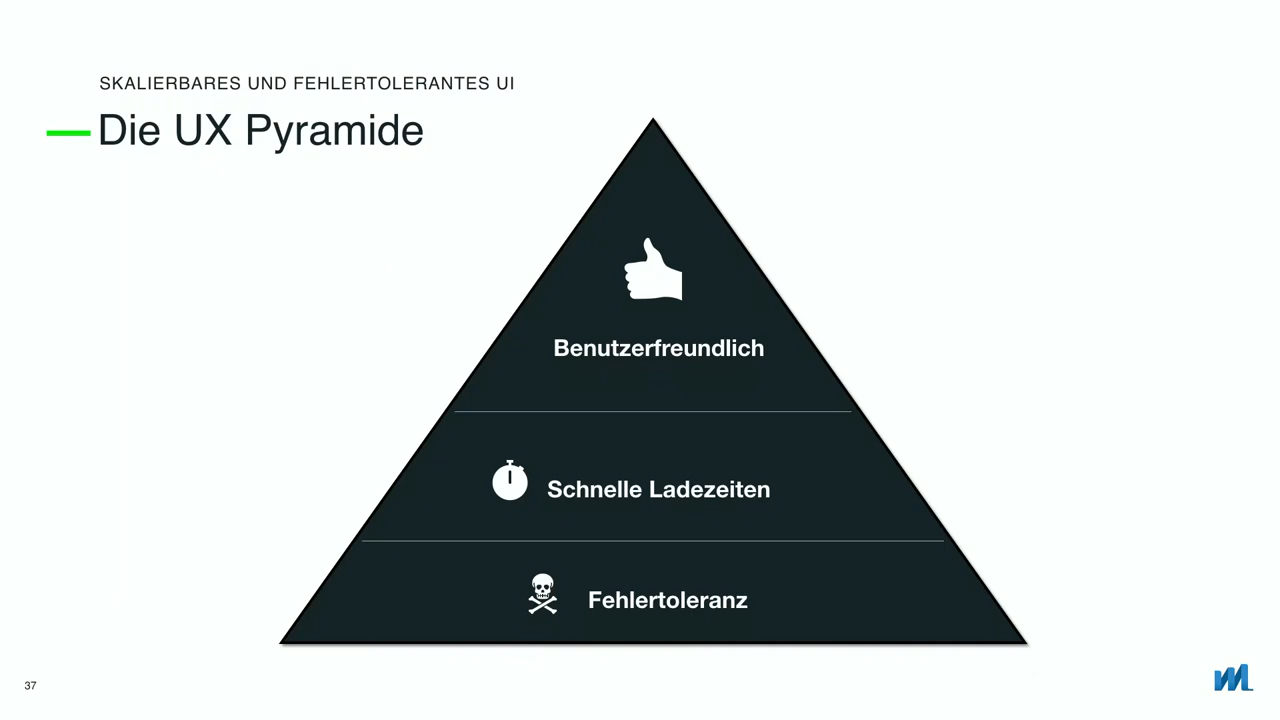 SKALIERBARES UND FEHLERTOLERANTES UI
Die UX Pyramide
Benutzerfreundlich
Schnelle Ladezeiten
Fehlertoleranz
37